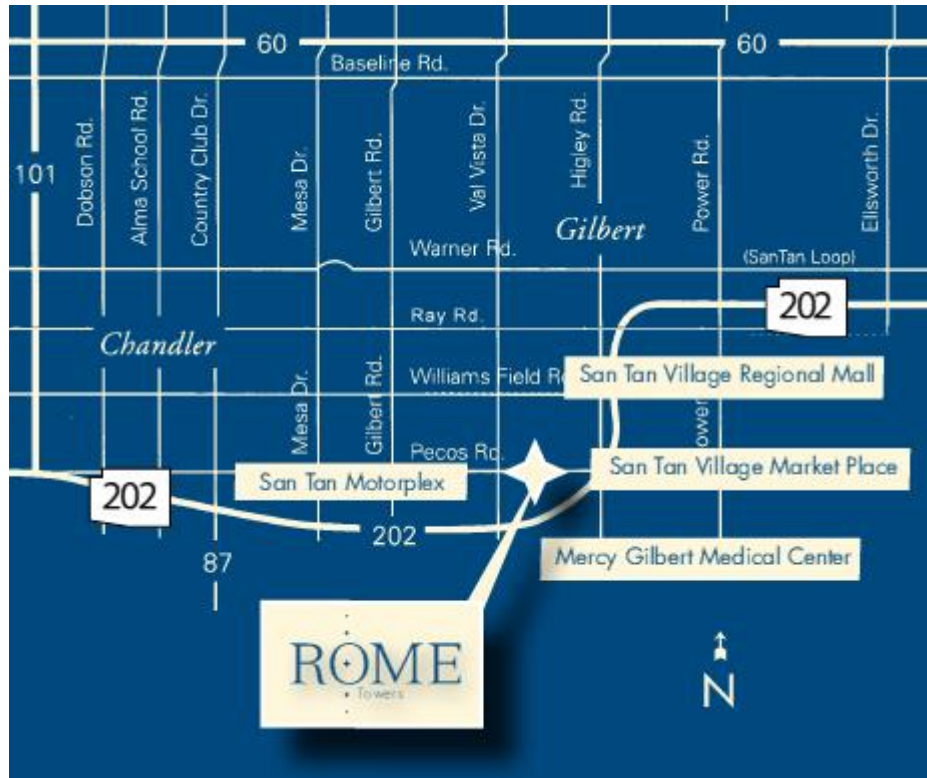 60
60
Baseline Rd.
101
Dobson Rd.
Alma School Rd.
Country Club Dr.
Mesa Dr.
Gilbert Rd.
Val Vista Dr.
Higley Rd.
Power Rd.
Ellisworth Dr.
Gilbert
Warner Rd.
(SanTan Loop)
202
Ray Rd.
Chandler
Williams Field
San Tan Village Regional Mall
Mesa Dr.
Gilbert Rd.
Pecos Rd.
San Tan Village Market Place
San Tan Motorplex
202
202
Mercy Gilbert Medical Center
87
ROME
Towers
N